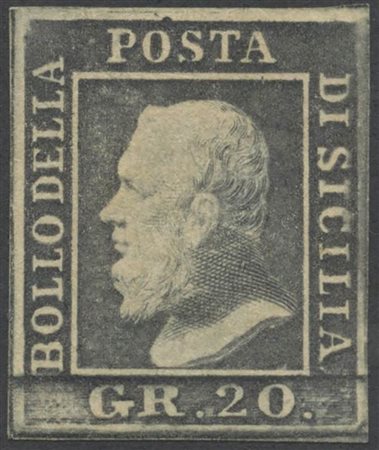 BOLLO DELLA
POSTA
DI SICILIA
GR.20.